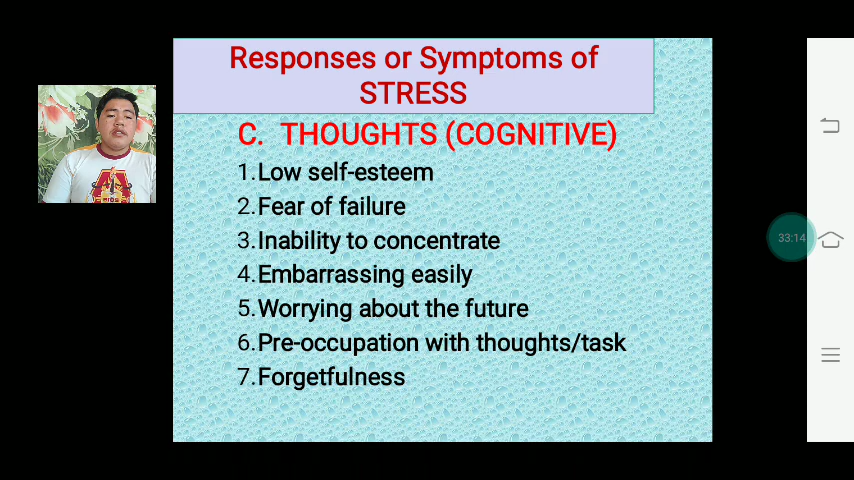 Responses or Symptoms of
STRESS
C. THOUGHTS (COGNITIVE)
1.Low self-esteem
2.Fear of failure
3.Inability to concentrate
4.Embarrassing easily
5.Worrying about the future
6.Pre-occupation with thoughts/task
7.Forgetfulness
33:14